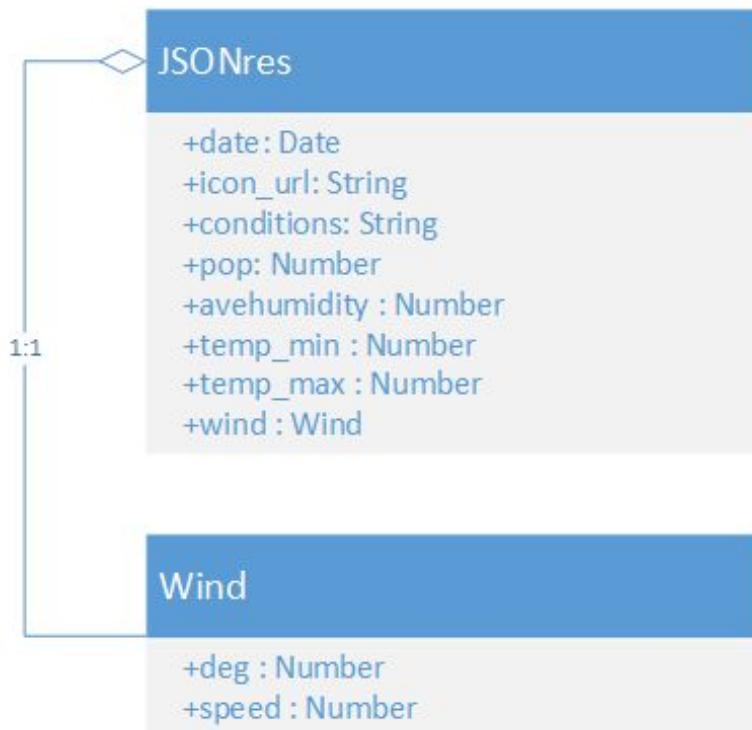 JSONres
+date: Date
+icon_url: String
+conditions: String
+pop: Number
+avehumidity : Number
+temp_min : Number
+temp_max : Number
+wind : Wind
1:1
Wind
+deg : Number
+speed : Number